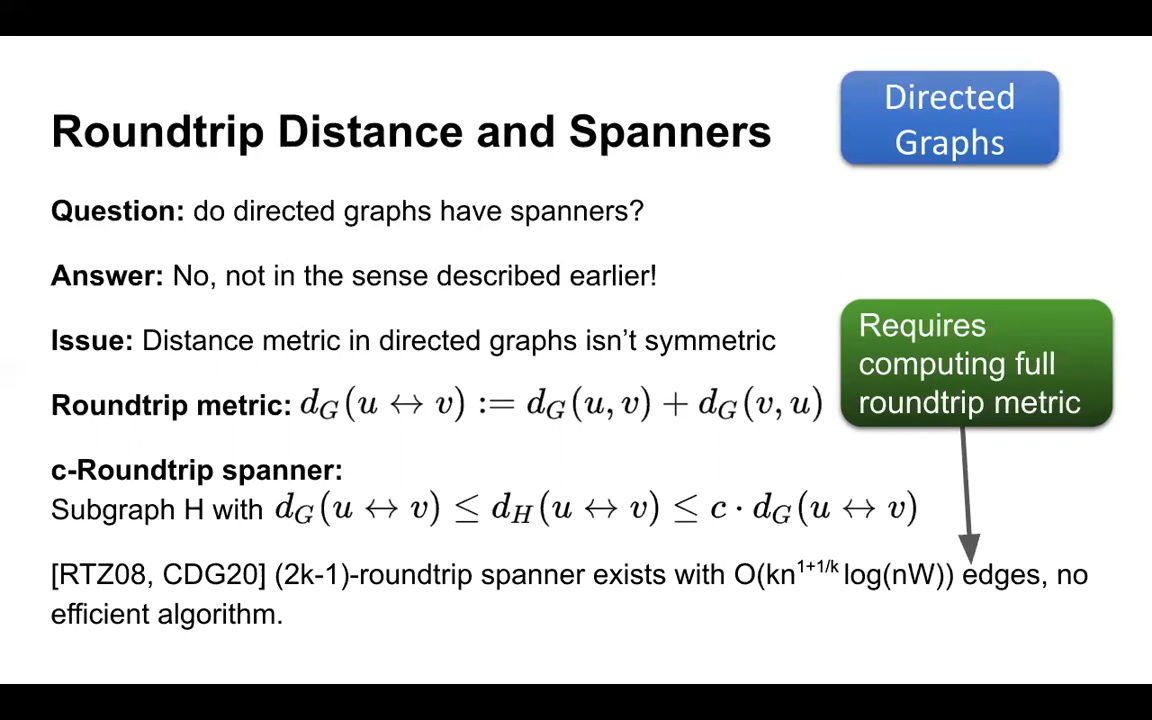 Directed
Graphs
Roundtrip Distance and Spanners
Question: do directed graphs have spanners?
Answer: No, not in the sense described earlier!
Issue: Distance metric in directed graphs isn’t symmetric
Requires
computing full
roundtrip metric
Roundtrip metric: d_G(u ↔ v) := d_G(u, v) + d_G(v, u)
c-Roundtrip spanner:
Subgraph H with d_G(u ↔ v) ≤ d_H(u ↔ v) ≤ c · d_G(u ↔ v)
[RTZ08, CDG20] (2k-1)-roundtrip spanner exists with O(kn^{1+1/k} log(nW)) edges, no
efficient algorithm.